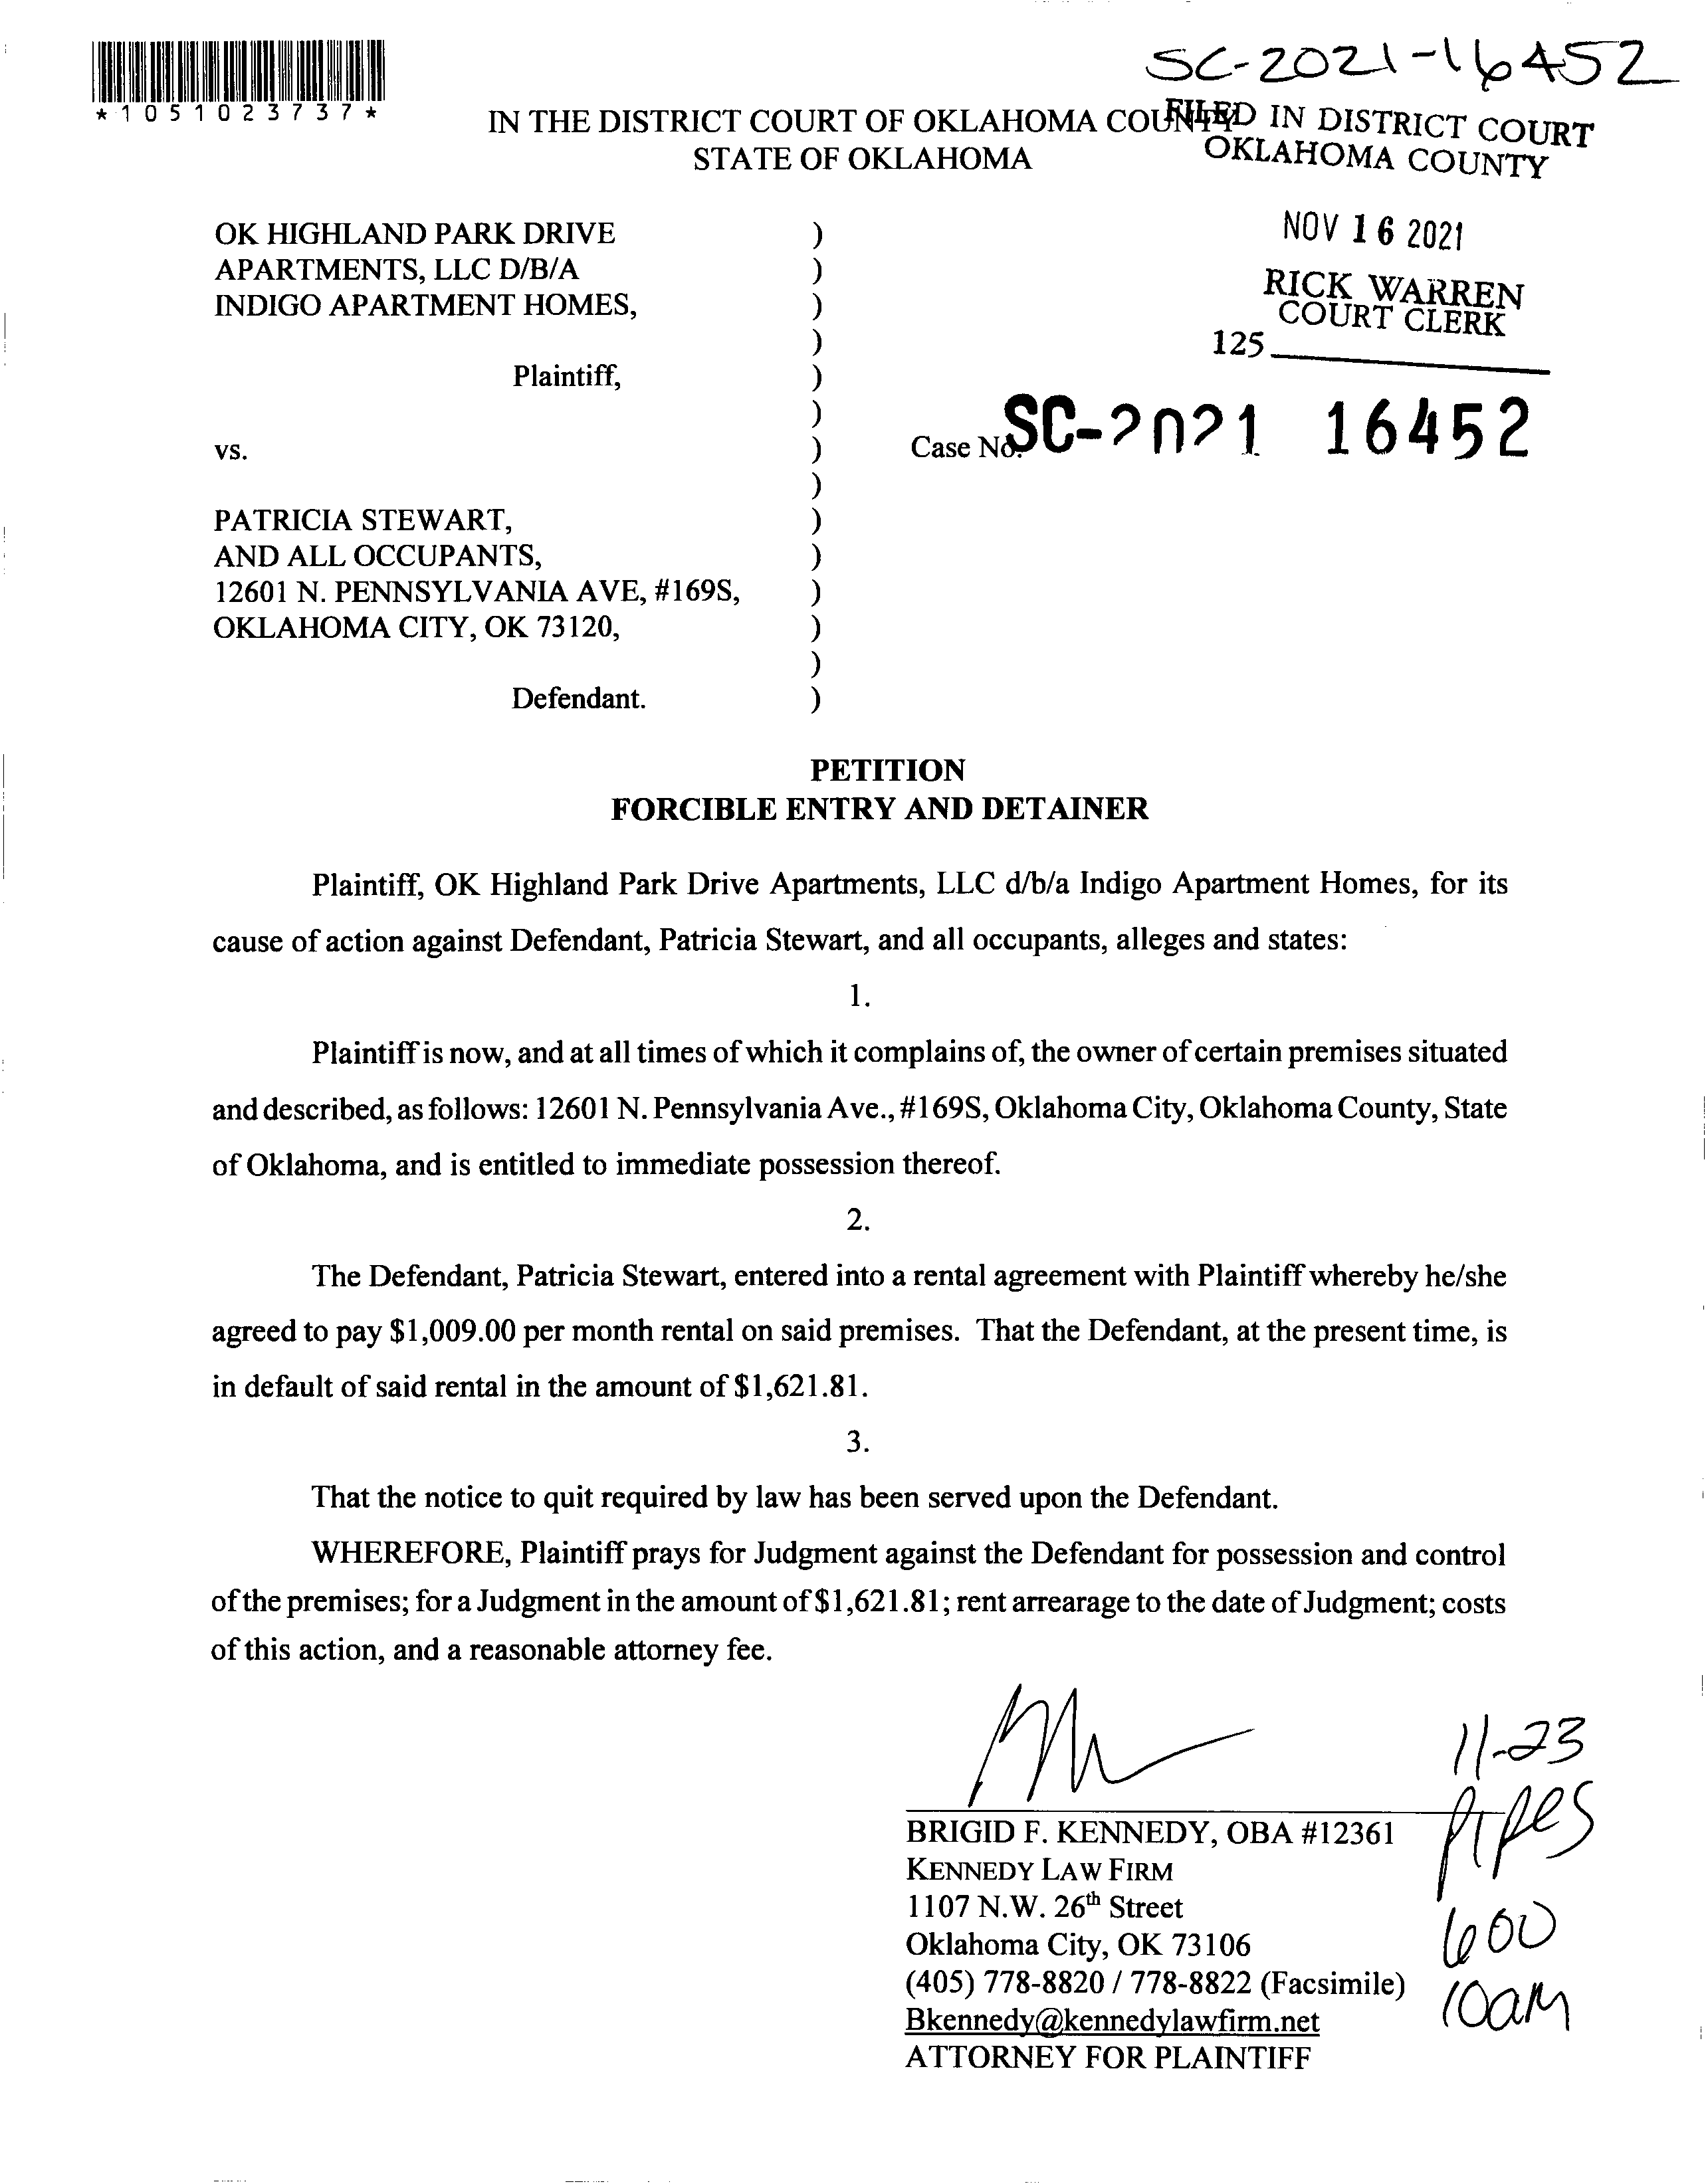 SC-2021-16452
*1051023737*
IN THE DISTRICT COURT OF OKLAHOMA COUNTY
STATE OF OKLAHOMA
FILED IN DISTRICT COURT
OKLAHOMA COUNTY
NOV 16 2021
RICK WARREN
COURT CLERK
125
OK HIGHLAND PARK DRIVE )
APARTMENTS, LLC D/B/A )
INDIGO APARTMENT HOMES, )
)
Plaintiff, )
)
vs. ) Case No. SC-2021 16452
)
PATRICIA STEWART, )
AND ALL OCCUPANTS, )
12601 N. PENNSYLVANIA AVE, #169S, )
OKLAHOMA CITY, OK 73120, )
)
Defendant. )
PETITION
FORCIBLE ENTRY AND DETAINER
Plaintiff, OK Highland Park Drive Apartments, LLC d/b/a Indigo Apartment Homes, for its
cause of action against Defendant, Patricia Stewart, and all occupants, alleges and states:
1.
Plaintiff is now, and at all times of which it complains of, the owner of certain premises situated
and described, as follows: 12601 N. Pennsylvania Ave., #169S, Oklahoma City, Oklahoma County, State
of Oklahoma, and is entitled to immediate possession thereof.
2.
The Defendant, Patricia Stewart, entered into a rental agreement with Plaintiff whereby he/she
agreed to pay $1,009.00 per month rental on said premises. That the Defendant, at the present time, is
in default of said rental in the amount of $1,621.81.
3.
That the notice to quit required by law has been served upon the Defendant.
WHEREFORE, Plaintiff prays for Judgment against the Defendant for possession and control
of the premises; for a Judgment in the amount of $1,621.81; rent arrearage to the date of Judgment; costs
of this action, and a reasonable attorney fee.
BRIGID F. KENNEDY, OBA #12361
KENNEDY LAW FIRM
1107 N.W. 26th Street
Oklahoma City, OK 73106
(405) 778-8820 / 778-8822 (Facsimile)
Bkennedy@kennedylawfirm.net
ATTORNEY FOR PLAINTIFF
11-23
Pipes
600
10am